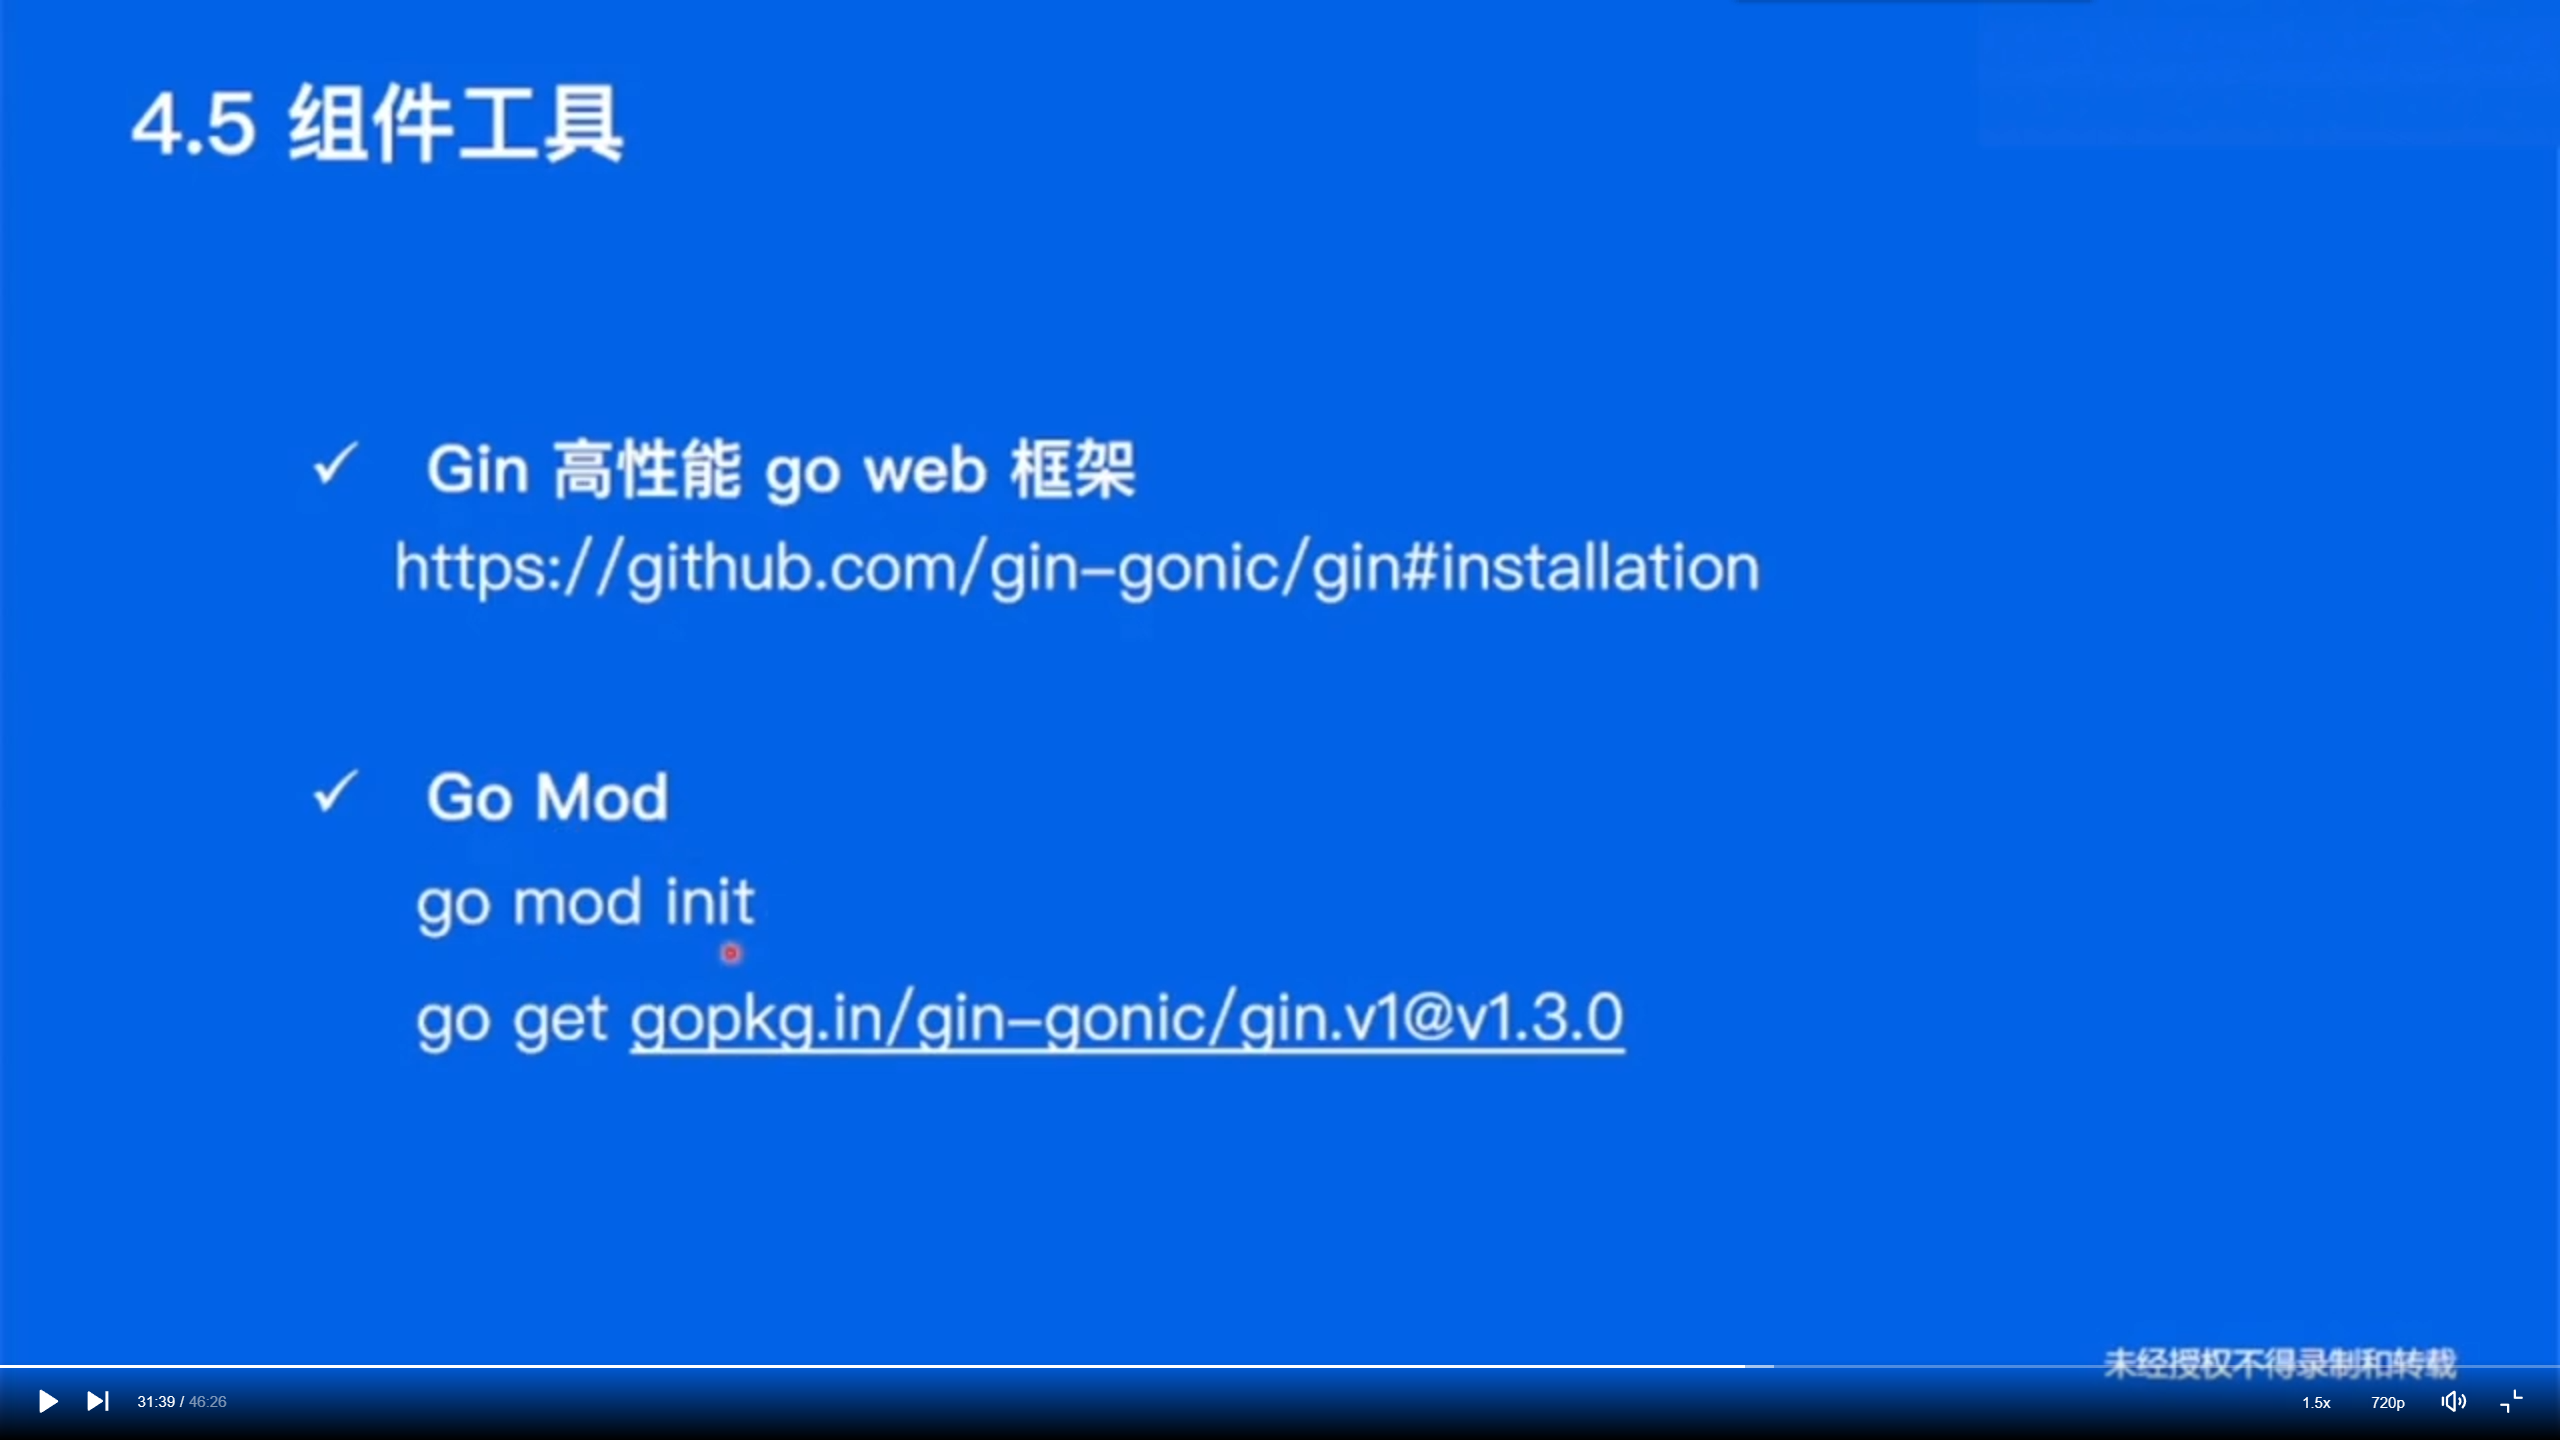 4.5 组件工具
✓ Gin 高性能 go web 框架
https://github.com/gin-gonic/gin#installation
✓ Go Mod
go mod init
go get gopkg.in/gin-gonic/gin.v1@v1.3.0
未经授权不得录制和转载
31:39 / 46:26
1.5x
720p